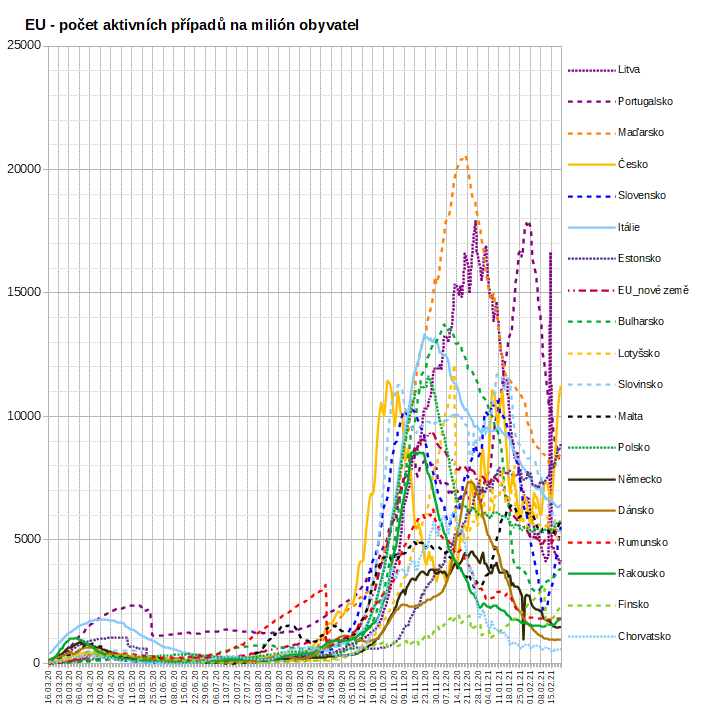 EU - počet aktivních případů na milión obyvatel
25000
20000
15000
10000
5000
0
16.03.20 23.03.20 30.03.20 06.04.20 13.04.20 20.04.20 27.04.20 04.05.20 11.05.20 18.05.20 25.05.20 01.06.20 08.06.20 15.06.20 22.06.20 29.06.20 06.07.20 13.07.20 20.07.20 27.07.20 03.08.20 10.08.20 17.08.20 24.08.20 31.08.20 07.09.20 14.09.20 21.09.20 28.09.20 05.10.20 12.10.20 19.10.20 26.10.20 02.11.20 09.11.20 16.11.20 23.11.20 30.11.20 07.12.20 14.12.20 21.12.20 28.12.20 04.01.21 11.01.21 18.01.21 25.01.21 01.02.21 08.02.21 15.02.21
Litva
Portugalsko
Maďarsko
Česko
Slovensko
Itálie
Estonsko
EU_nové země
Bulharsko
Lotyšsko
Slovinsko
Malta
Polsko
Německo
Dánsko
Rumunsko
Rakousko
Finsko
Chorvatsko